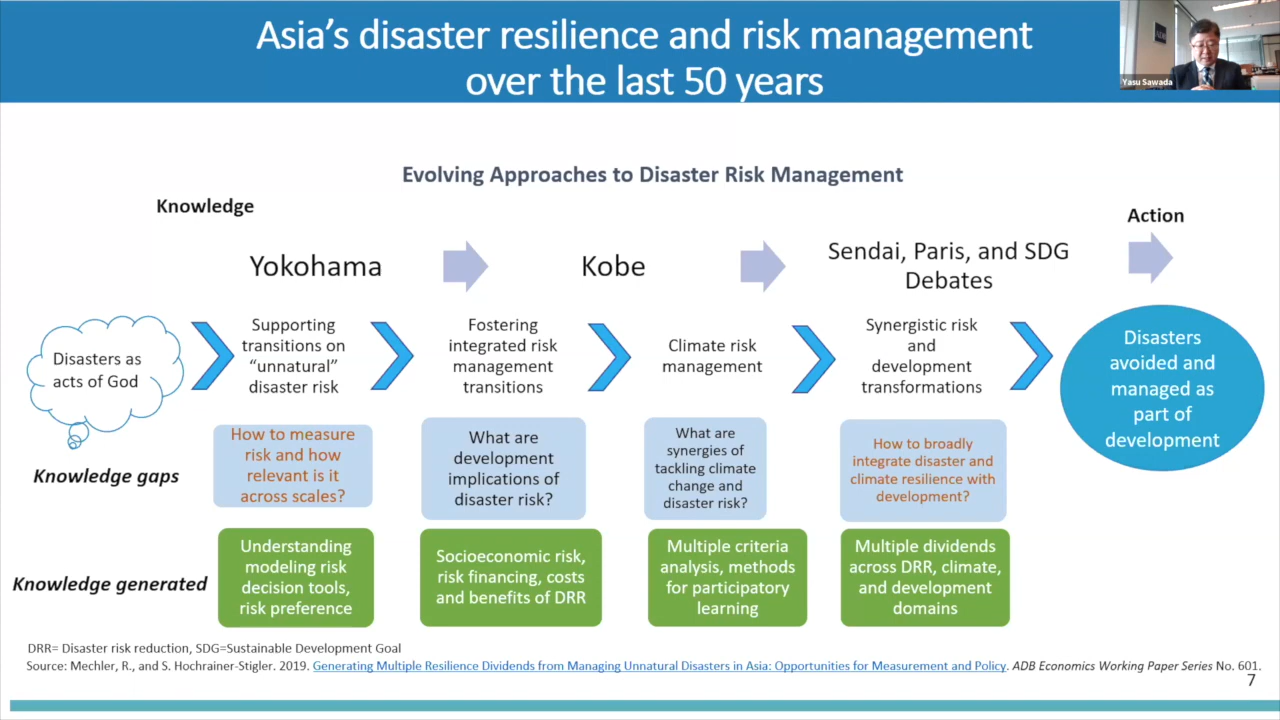 Asia's disaster resilience and risk management
over the last 50 years
ADB
Yasu Sawada
Evolving Approaches to Disaster Risk Management
Knowledge
Action
Yokohama
Kobe
Sendai, Paris, and SDG
Debates
Disasters as
acts of God
Supporting
transitions on
“unnatural”
disaster risk
Fostering
integrated risk
management
transitions
Climate risk
management
Synergistic risk
and
development
transformations
Disasters
avoided and
managed as
part of
development
Knowledge gaps
How to measure
risk and how
relevant is it
across scales?
What are
development
implications of
disaster risk?
What are
synergies of
tackling climate
change and
disaster risk?
How to broadly
integrate disaster and
climate resilience with
development?
Knowledge generated
Understanding
modeling risk
decision tools,
risk preference
Socioeconomic risk,
risk financing, costs
and benefits of DRR
Multiple criteria
analysis, methods
for participatory
learning
Multiple dividends
across DRR, climate,
and development
domains
DRR= Disaster risk reduction, SDG=Sustainable Development Goal
Source: Mechler, R., and S. Hochrainer-Stigler. 2019. Generating Multiple Resilience Dividends from Managing Unnatural Disasters in Asia: Opportunities for Measurement and Policy. ADB Economics Working Paper Series No. 601.
7